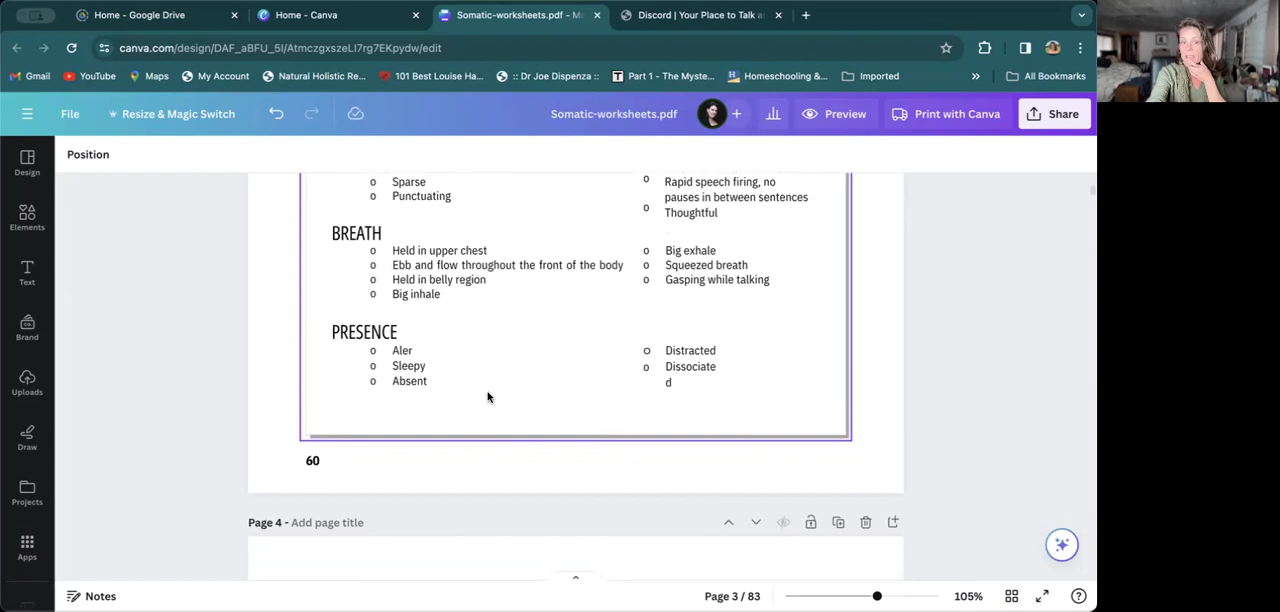 Home - Google Drive
Home - Canva
Somatic-worksheets.pdf - M
Discord | Your Place to Talk a
canva.com/design/DAF_aBFU_5I/AtmczgxszeLI7rg7EKpydw/edit
Gmail
YouTube
Maps
My Account
Natural Holistic Re...
101 Best Louise Ha...
:: Dr Joe Dispenza ::
Part 1 - The Myste...
Homeschooling &...
Imported
»
All Bookmarks
File
Resize & Magic Switch
Somatic-worksheets.pdf
Preview
Print with Canva
Share
Position
Design
Elements
Text
Brand
Uploads
Draw
Projects
Apps
o Sparse
o Punctuating
o Rapid speech firing, no
pauses in between sentences
o Thoughtful
BREATH
o Held in upper chest
o Ebb and flow throughout the front of the body
o Held in belly region
o Big inhale
o Big exhale
o Squeezed breath
o Gasping while talking
PRESENCE
o Aler
o Sleepy
o Absent
o Distracted
o Dissociate
d
60
Page 4 - Add page title
Notes
Page 3 / 83
105%